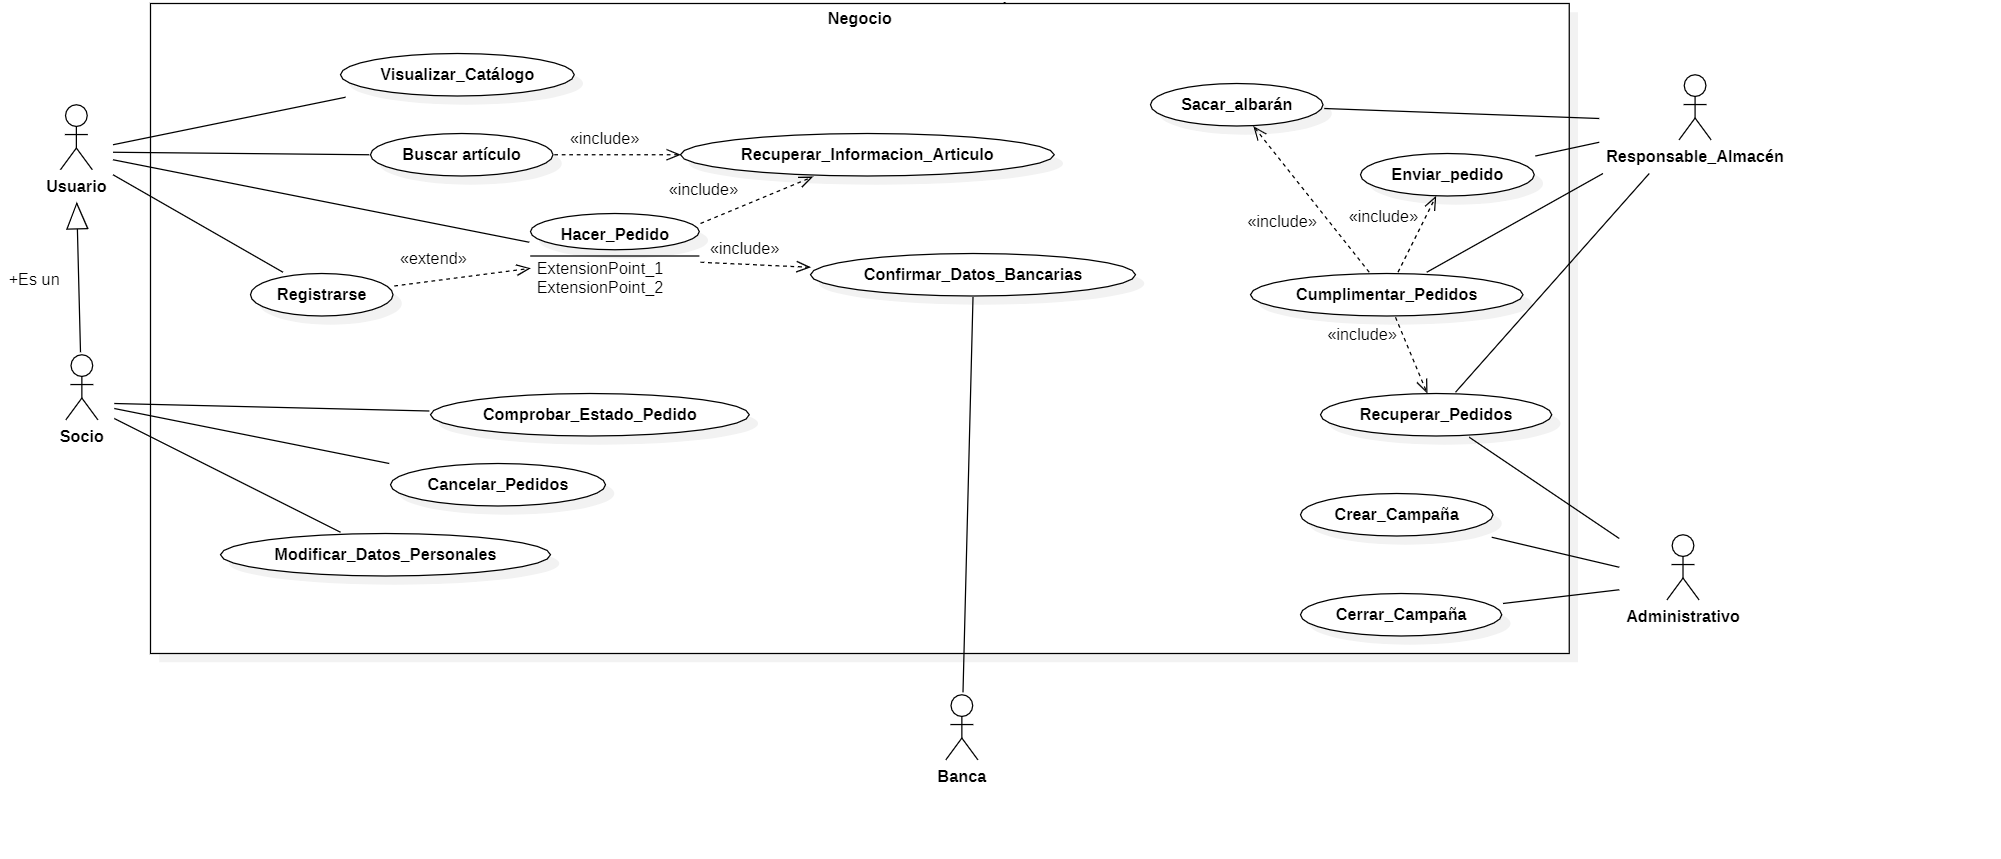 Negocio
Visualizar_Catálogo
Usuario
Buscar artículo
«include»
Recuperar_Informacion_Articulo
«include»
Hacer_Pedido
«include»
ExtensionPoint_1
ExtensionPoint_2
«extend»
Registrarse
Confirmar_Datos_Bancarias
+Es un
Socio
Comprobar_Estado_Pedido
Cancelar_Pedidos
Modificar_Datos_Personales
Banca
Sacar_albarán
Responsable_Almacén
Enviar_pedido
«include»
«include»
Cumplimentar_Pedidos
«include»
Recuperar_Pedidos
Crear_Campaña
Cerrar_Campaña
Administrativo